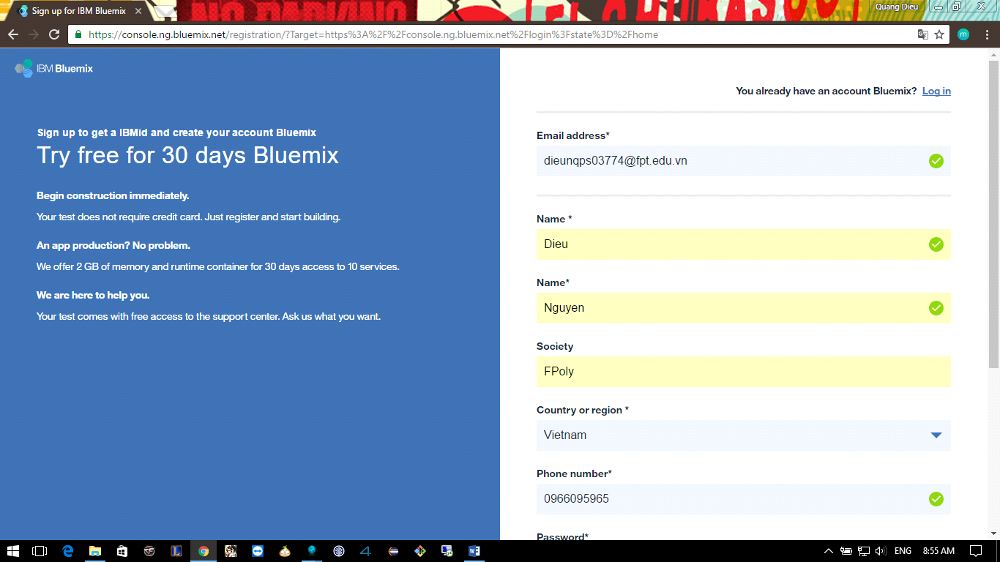 Sign up for IBM Bluemix
Quang Dieu
https://console.ng.bluemix.net/registration/?Target=https%3A%2F%2Fconsole.ng.bluemix.net%2Flogin%3Fstate%3D%2Fhome
m
IBM Bluemix
Sign up to get a IBMid and create your account Bluemix
Try free for 30 days Bluemix
Begin construction immediately.
Your test does not require credit card. Just register and start building.
An app production? No problem.
We offer 2 GB of memory and runtime container for 30 days access to 10 services.
We are here to help you.
Your test comes with free access to the support center. Ask us what you want.
You already have an account Bluemix? Log in
Email address*
dieunqps03774@fpt.edu.vn
Name *
Dieu
Name*
Nguyen
Society
FPoly
Country or region *
Vietnam
Phone number*
0966095965
Password*
ENG
8:55 AM